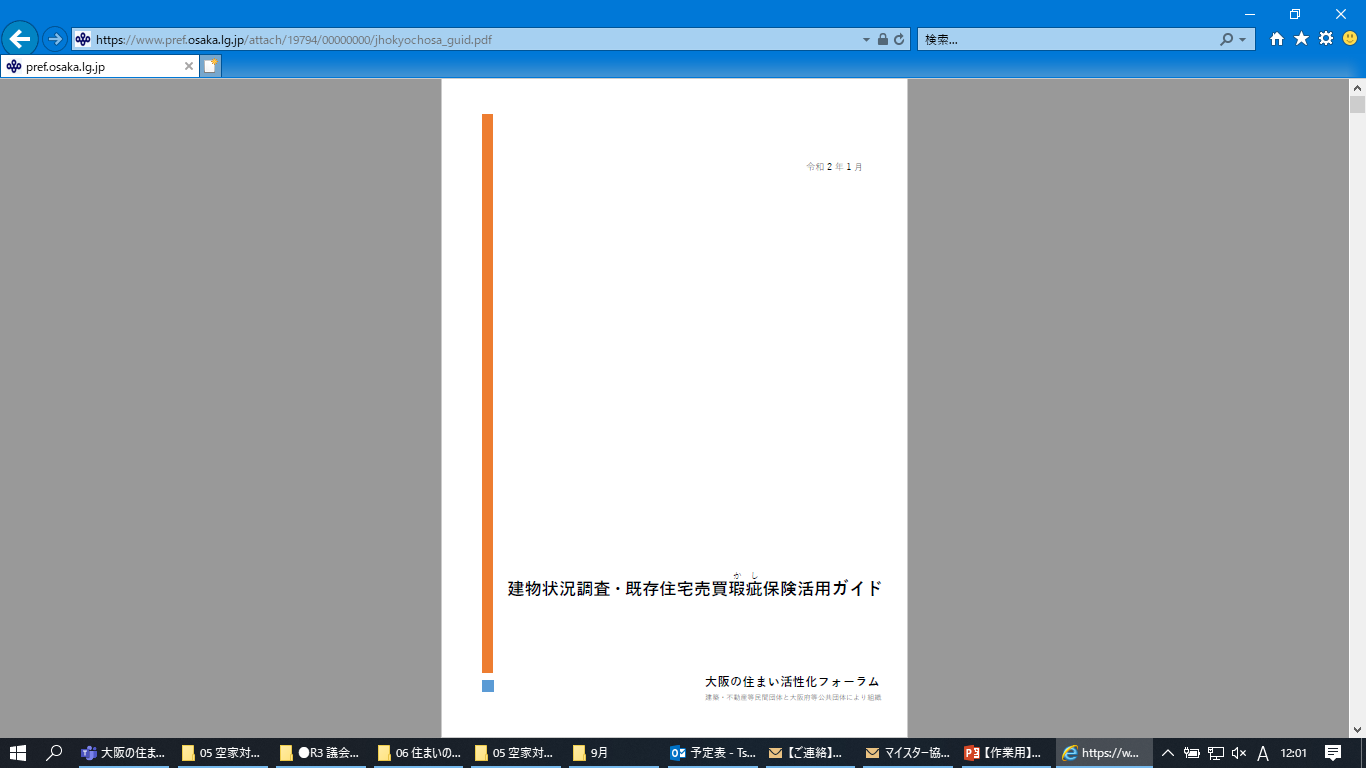 https://www.pref.osaka.lg.jp/attach/19794/00000000/jhokyochosa_guid.pdf
検索...
pref.osaka.lg.jp
令和 2 年 1 月
か し
建物状況調査・既存住宅売買瑕疵保険活用ガイド
大阪の住まい活性化フォーラム
建築・不動産等民間団体と大阪府等公共団体により組織
大阪の住ま...
05 空家対...
●R3 議会...
06 住まいの...
05 空家対...
9月
予定表 - Ts...
【ご連絡】...
マイスター協...
【作業用】...
https://w...
A
12:01